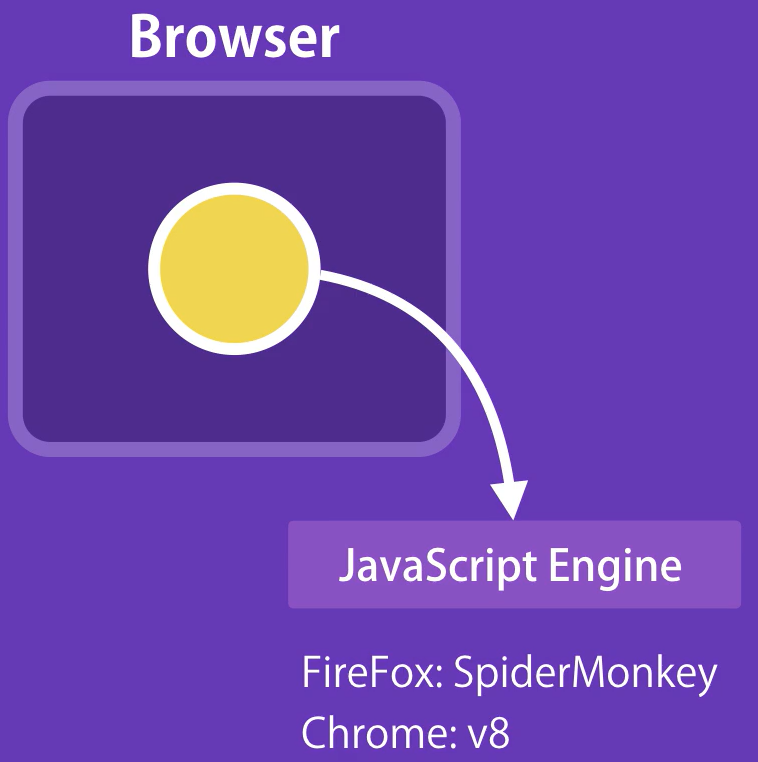 Browser
JavaScript Engine
FireFox: SpiderMonkey
Chrome: v8